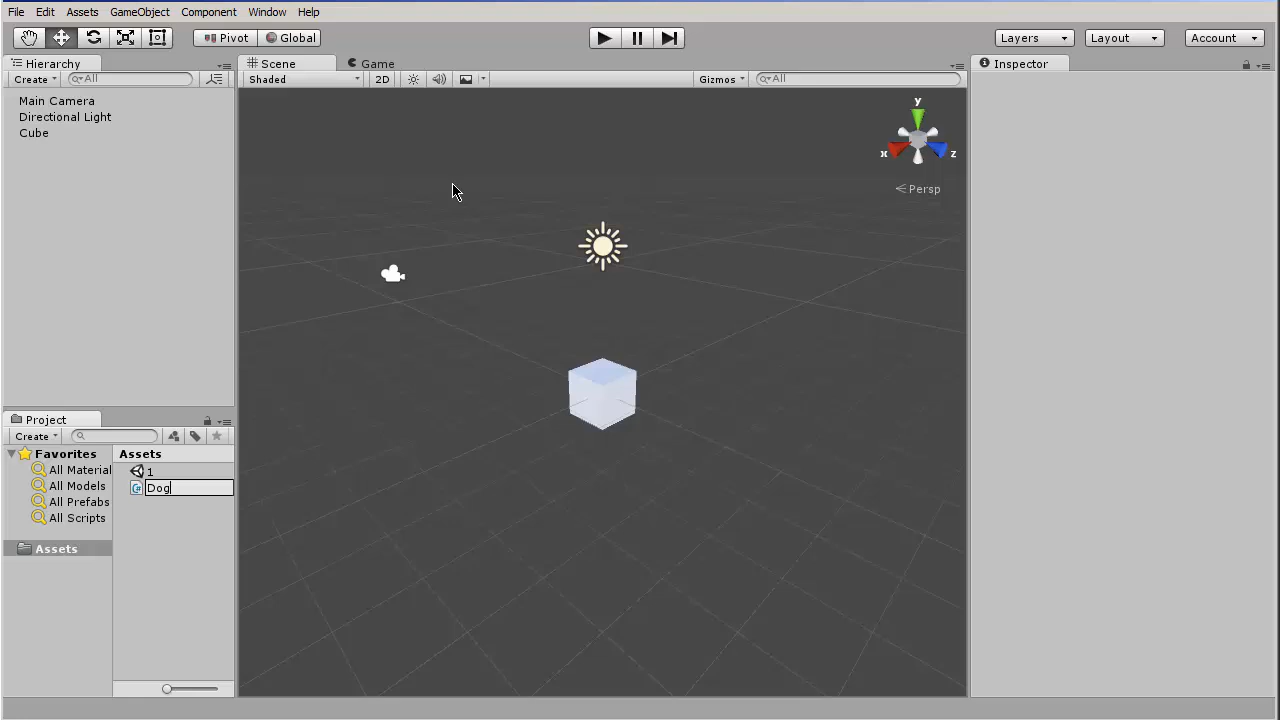 File Edit Assets GameObject Component Window Help
Pivot Global Layers Layout Account
Hierarchy Scene Game Inspector
Create All Shaded 2D Gizmos All
Main Camera
Directional Light
Cube
y
x z
Persp
Project
Create
Favorites Assets
All Material 1
All Models Dog
All Prefabs
All Scripts
Assets